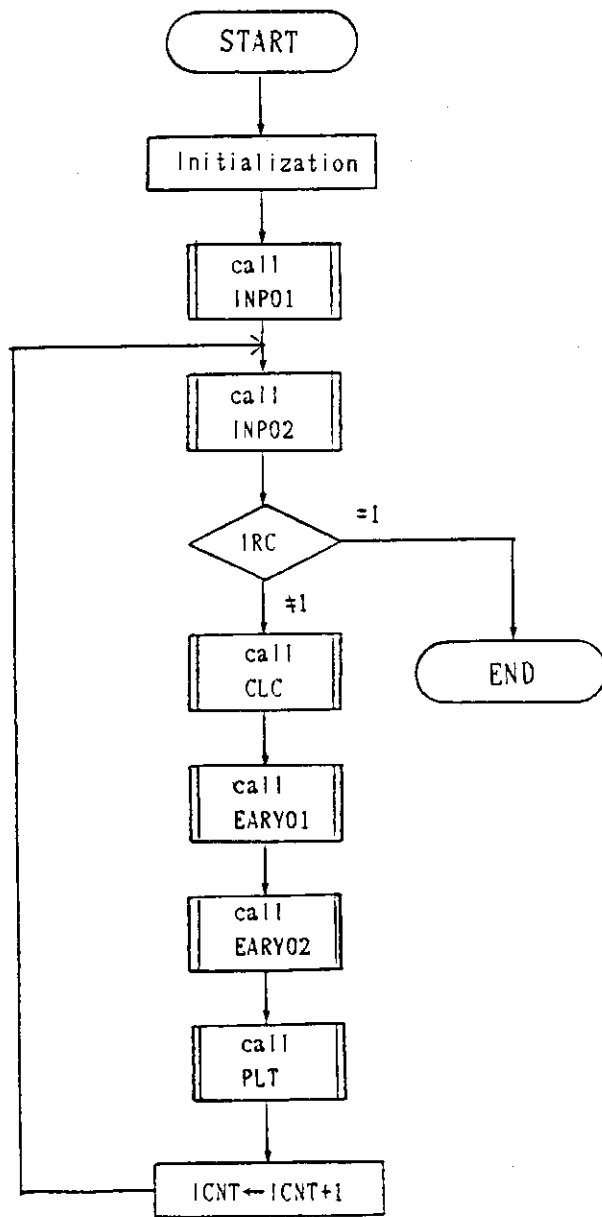 START
Initialization
call
INP01
call
INP02
IRC
=1
≠1
call
CLC
END
call
EARY01
call
EARY02
call
PLT
ICNT←ICNT+1